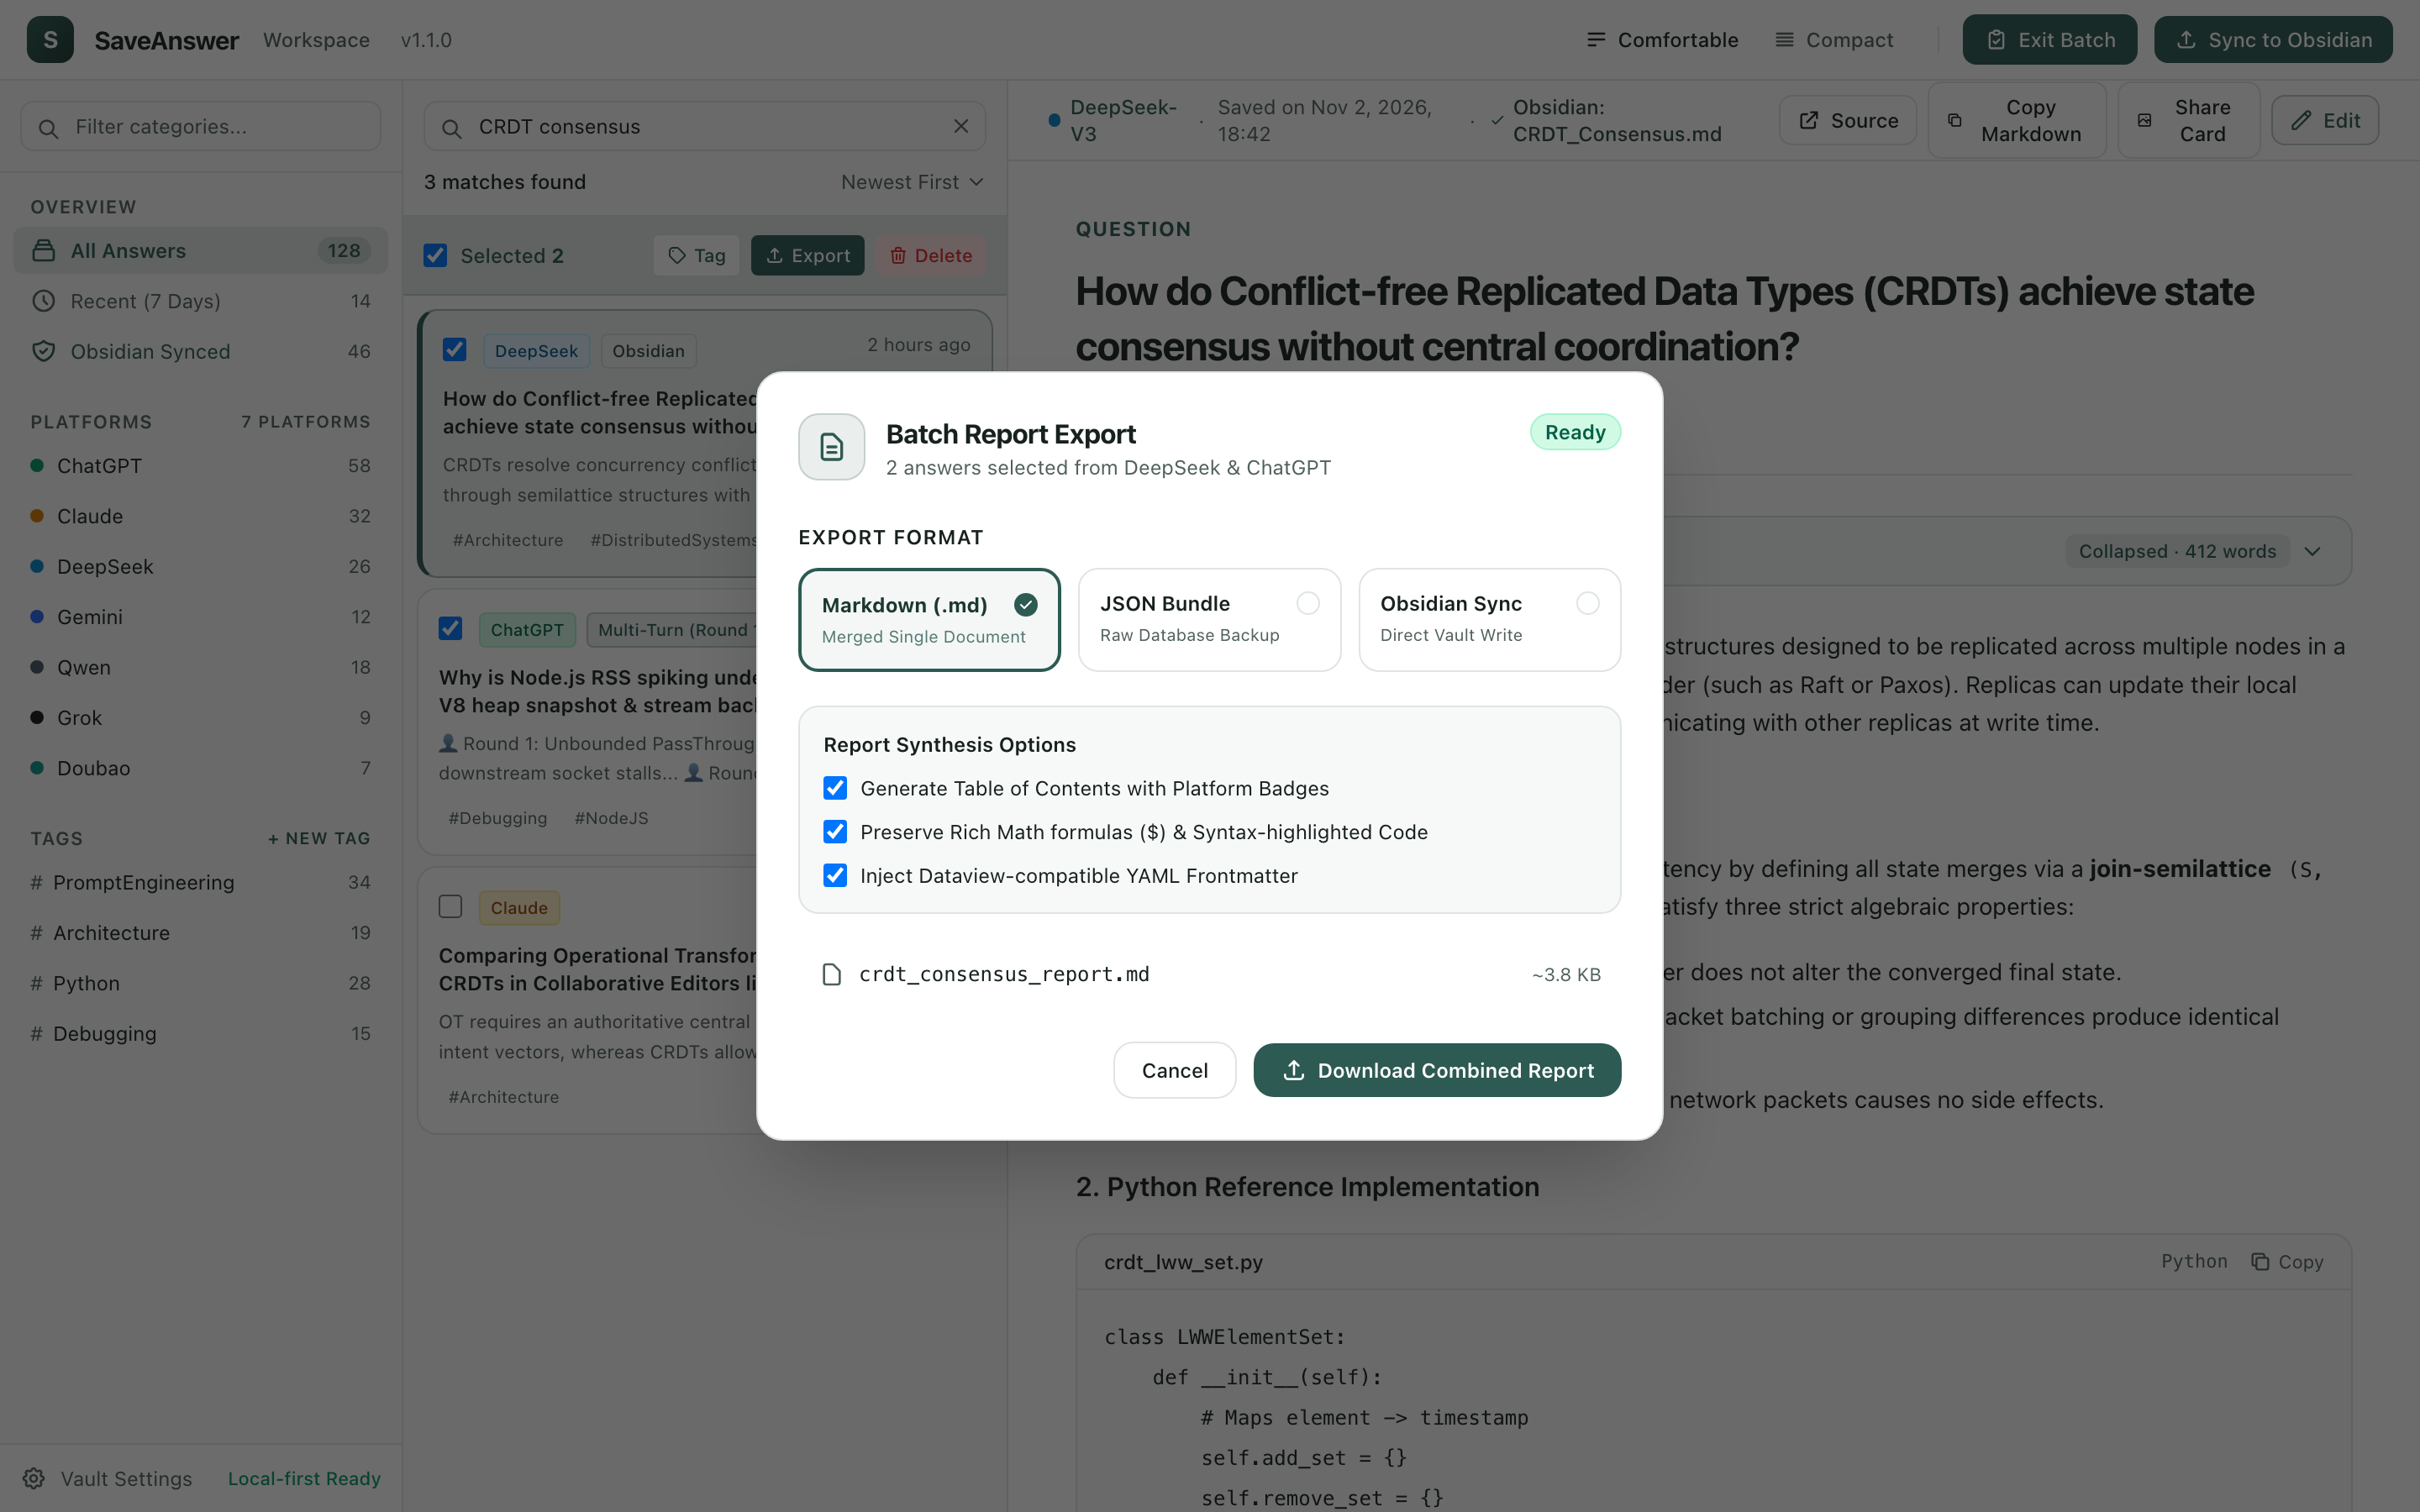 S SaveAnswer Workspace v1.1.0
Comfortable Compact Exit Batch Sync to Obsidian
Filter categories...
OVERVIEW
All Answers 128
Recent (7 Days) 14
Obsidian Synced 46
PLATFORMS 7 PLATFORMS
ChatGPT 58
Claude 32
DeepSeek 26
Gemini 12
Qwen 18
Grok 9
Doubao 7
TAGS + NEW TAG
# PromptEngineering 34
# Architecture 19
# Python 28
# Debugging 15
Vault Settings Local-first Ready
CRDT consensus
3 matches found Newest First
Selected 2 Tag Export Delete
DeepSeek Obsidian 2 hours ago
How do Conflict-free Replicated
achieve state consensus withou
CRDTs resolve concurrency conflict
through semilattice structures with
#Architecture #DistributedSystems
ChatGPT Multi-Turn (Round
Why is Node.js RSS spiking unde
V8 heap snapshot & stream bac
Round 1: Unbounded PassThroug
downstream socket stalls... Roun
#Debugging #NodeJS
Claude
Comparing Operational Transfor
CRDTs in Collaborative Editors li
OT requires an authoritative central
intent vectors, whereas CRDTs allow
#Architecture
DeepSeek-
V3
· Saved on Nov 2, 2026,
18:42
· Obsidian:
CRDT_Consensus.md
Source
Copy
Markdown
Share
Card
Edit
QUESTION
How do Conflict-free Replicated Data Types (CRDTs) achieve state
consensus without central coordination?
Collapsed · 412 words
structures designed to be replicated across multiple nodes in a
der (such as Raft or Paxos). Replicas can update their local
nicating with other replicas at write time.
tency by defining all state merges via a join-semilattice (S,
atisfy three strict algebraic properties:
er does not alter the converged final state.
acket batching or grouping differences produce identical
network packets causes no side effects.
2. Python Reference Implementation
crdt_lww_set.py Python Copy
class LWWElementSet:
def __init__(self):
# Maps element -> timestamp
self.add_set = {}
self.remove_set = {}
Batch Report Export
2 answers selected from DeepSeek & ChatGPT
Ready
EXPORT FORMAT
Markdown (.md)
Merged Single Document
JSON Bundle
Raw Database Backup
Obsidian Sync
Direct Vault Write
Report Synthesis Options
Generate Table of Contents with Platform Badges
Preserve Rich Math formulas ($) & Syntax-highlighted Code
Inject Dataview-compatible YAML Frontmatter
crdt_consensus_report.md ~3.8 KB
Cancel Download Combined Report